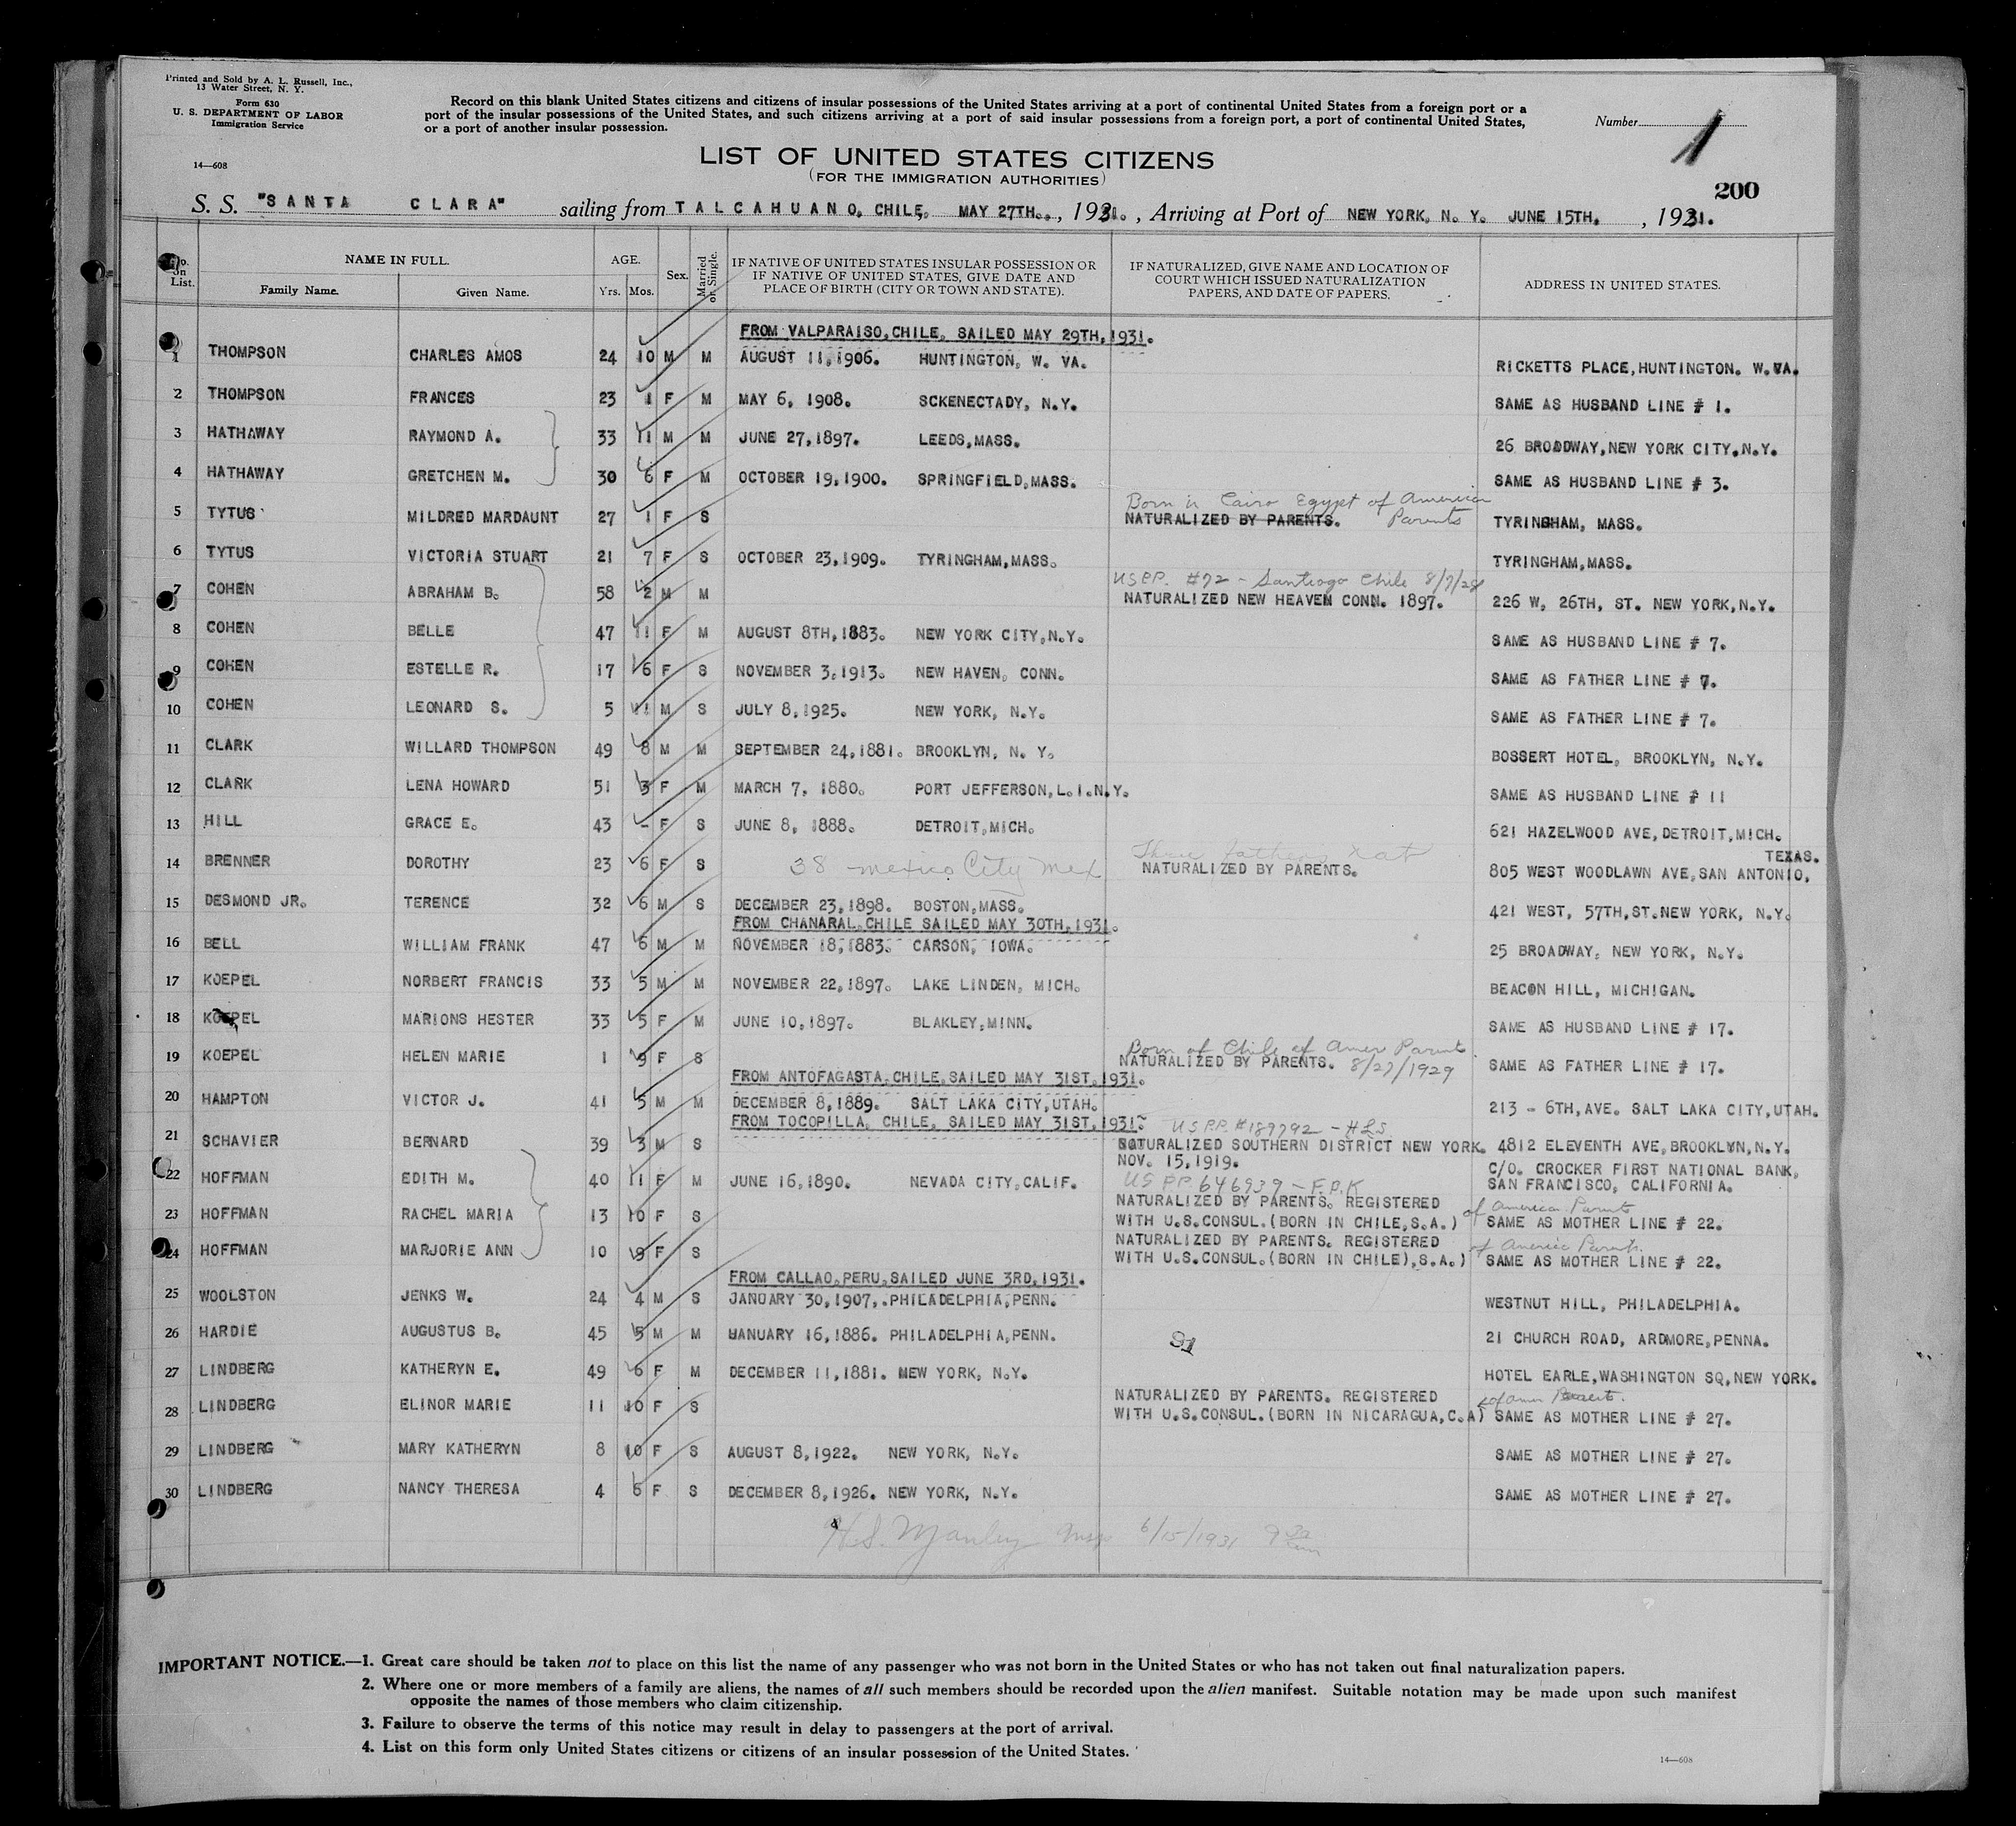 Printed and Sold by A. L. Russell, Inc.,
13 Water Street, N. Y.
Form 630
U. S. DEPARTMENT OF LABOR
Immigration Service
14—608
Record on this blank United States citizens and citizens of insular possessions of the United States arriving at a port of continental United States from a foreign port or a
port of the insular possessions of the United States, and such citizens arriving at a port of said insular possessions from a foreign port, a port of continental United States,
or a port of another insular possession.
Number 1
LIST OF UNITED STATES CITIZENS
(FOR THE IMMIGRATION AUTHORITIES)
200
S. S. "SANTA CLARA" sailing from TALCAHUANO, CHILE, MAY 27TH., 1931., Arriving at Port of NEW YORK, N. Y. JUNE 15TH. , 1931.
No. on List. NAME IN FULL. Family Name. Given Name. AGE. Yrs. Mos. Sex. Married or Single. IF NATIVE OF UNITED STATES INSULAR POSSESSION OR IF NATIVE OF UNITED STATES, GIVE DATE AND PLACE OF BIRTH (CITY OR TOWN AND STATE). IF NATURALIZED, GIVE NAME AND LOCATION OF COURT WHICH ISSUED NATURALIZATION PAPERS, AND DATE OF PAPERS. ADDRESS IN UNITED STATES.
FROM VALPARAISO,CHILE, SAILED MAY 29TH,1931.
1 THOMPSON CHARLES AMOS 24 10 M M AUGUST 11,1906. HUNTINGTON, W. VA. RICKETTS PLACE,HUNTINGTON. W.VA.
2 THOMPSON FRANCES 23 1 F M MAY 6, 1908. SCKENECTADY, N.Y. SAME AS HUSBAND LINE # 1.
3 HATHAWAY RAYMOND A. 33 11 M M JUNE 27,1897. LEEDS,MASS. 26 BROADWAY,NEW YORK CITY.N.Y.
4 HATHAWAY GRETCHEN M. 30 6 F M OCTOBER 19,1900. SPRINGFIELD,MASS. SAME AS HUSBAND LINE # 3.
Born in Cairo Egypt of American
5 TYTUS MILDRED MARDAUNT 27 1 F S NATURALIZED BY PARENTS. Parents TYRINGHAM, MASS.
6 TYTUS VICTORIA STUART 21 7 F S OCTOBER 23,1909. TYRINGHAM,MASS. TYRINGHAM,MASS.
USPP. #72 - Santiago Chile 8/7/28
7 COHEN ABRAHAM B. 58 2 M M NATURALIZED NEW HEAVEN CONN. 1897. 226 W, 26TH, ST. NEW YORK,N.Y.
8 COHEN BELLE 47 11 F M AUGUST 8TH,1883. NEW YORK CITY,N.Y. SAME AS HUSBAND LINE # 7.
9 COHEN ESTELLE R. 17 6 F S NOVEMBER 3,1913. NEW HAVEN, CONN. SAME AS FATHER LINE # 7.
10 COHEN LEONARD S. 5 11 M S JULY 8,1925. NEW YORK, N.Y. SAME AS FATHER LINE # 7.
11 CLARK WILLARD THOMPSON 49 8 M M SEPTEMBER 24,1881. BROOKLYN, N. Y. BOSSERT HOTEL, BROOKLYN, N.Y.
12 CLARK LENA HOWARD 51 3 F M MARCH 7, 1880. PORT JEFFERSON,L.I.N.Y. SAME AS HUSBAND LINE # 11
13 HILL GRACE E. 43 - F S JUNE 8, 1888. DETROIT,MICH. 621 HAZELWOOD AVE,DETROIT,MICH.
fathers nat TEXAS.
14 BRENNER DOROTHY 23 6 F S 38 Mexico City Mex NATURALIZED BY PARENTS. 805 WEST WOODLAWN AVE,SAN ANTONIO,
15 DESMOND JR. TERENCE 32 6 M S DECEMBER 23,1898. BOSTON,MASS. 421 WEST, 57TH,ST.NEW YORK, N.Y.
FROM CHANARAL,CHILE SAILED MAY 30TH,1931.
16 BELL WILLIAM FRANK 47 6 M M NOVEMBER 18,1883. CARSON, IOWA. 25 BROADWAY, NEW YORK, N.Y.
17 KOEPEL NORBERT FRANCIS 33 5 M M NOVEMBER 22,1897. LAKE LINDEN, MICH. BEACON HILL, MICHIGAN.
18 KOEPEL MARIONS HESTER 33 5 F M JUNE 10,1897. BLAKLEY,MINN. SAME AS HUSBAND LINE # 17.
Born of Chile of Amer Parents
19 KOEPEL HELEN MARIE 1 9 F S NATURALIZED BY PARENTS. 8/27/1929 SAME AS FATHER LINE # 17.
FROM ANTOFAGASTA,CHILE,SAILED MAY 31ST,1931.
20 HAMPTON VICTOR J. 41 5 M M DECEMBER 8,1889. SALT LAKA CITY,UTAH. 213 - 6TH,AVE. SALT LAKA CITY,UTAH.
FROM TOCOPILLA, CHILE, SAILED MAY 31ST,1931.
USPP. #189792 - HLS.
21 SCHAVIER BERNARD 39 3 M S NATURALIZED SOUTHERN DISTRICT NEW YORK. 4812 ELEVENTH AVE,BROOKLYN,N.Y.
NOV. 15,1919. C/O. CROCKER FIRST NATIONAL BANK,
22 HOFFMAN EDITH M. 40 11 F M JUNE 16,1890. NEVADA CITY,CALIF. US PP. 646939 - F.D.K SAN FRANCISCO, CALIFORNIA.
NATURALIZED BY PARENTS. REGISTERED of American Parents
23 HOFFMAN RACHEL MARIA 13 10 F S WITH U.S.CONSUL.(BORN IN CHILE,S.A.) SAME AS MOTHER LINE # 22.
NATURALIZED BY PARENTS. REGISTERED of Americ Parents.
24 HOFFMAN MARJORIE ANN 10 9 F S WITH U.S.CONSUL.(BORN IN CHILE),S.A.) SAME AS MOTHER LINE # 22.
FROM CALLAO,PERU,SAILED JUNE 3RD,1931.
25 WOOLSTON JENKS W. 24 4 M S JANUARY 30,1907,.PHILADELPHIA,PENN. WESTNUT HILL, PHILADELPHIA.
26 HARDIE AUGUSTUS B. 45 5 M M JANUARY 16,1886. PHILADELPHIA,PENN. 21 CHURCH ROAD, ARDMORE,PENNA.
27 LINDBERG KATHERYN E. 49 6 F M DECEMBER 11,1881. MEW YORK, N.Y. HOTEL EARLE,WASHINGTON SQ,NEW YORK.
NATURALIZED BY PARENTS. REGISTERED of Amer Parents.
28 LINDBERG ELINOR MARIE 11 10 F S WITH U.S.CONSUL.(BORN IN NICARAGUA,C.A) SAME AS MOTHER LINE # 27.
29 LINDBERG MARY KATHERYN 8 10 F S AUGUST 8,1922. NEW YORK, N.Y. SAME AS MOTHER LINE # 27.
30 LINDBERG NANCY THERESA 4 6 F S DECEMBER 8,1926. NEW YORK, N.Y. SAME AS MOTHER LINE # 27.
H.S. Manley 6/15/1931
IMPORTANT NOTICE.—1. Great care should be taken not to place on this list the name of any passenger who was not born in the United States or who has not taken out final naturalization papers.
2. Where one or more members of a family are aliens, the names of all such members should be recorded upon the alien manifest. Suitable notation may be made upon such manifest
opposite the names of those members who claim citizenship.
3. Failure to observe the terms of this notice may result in delay to passengers at the port of arrival.
4. List on this form only United States citizens or citizens of an insular possession of the United States.
14—608